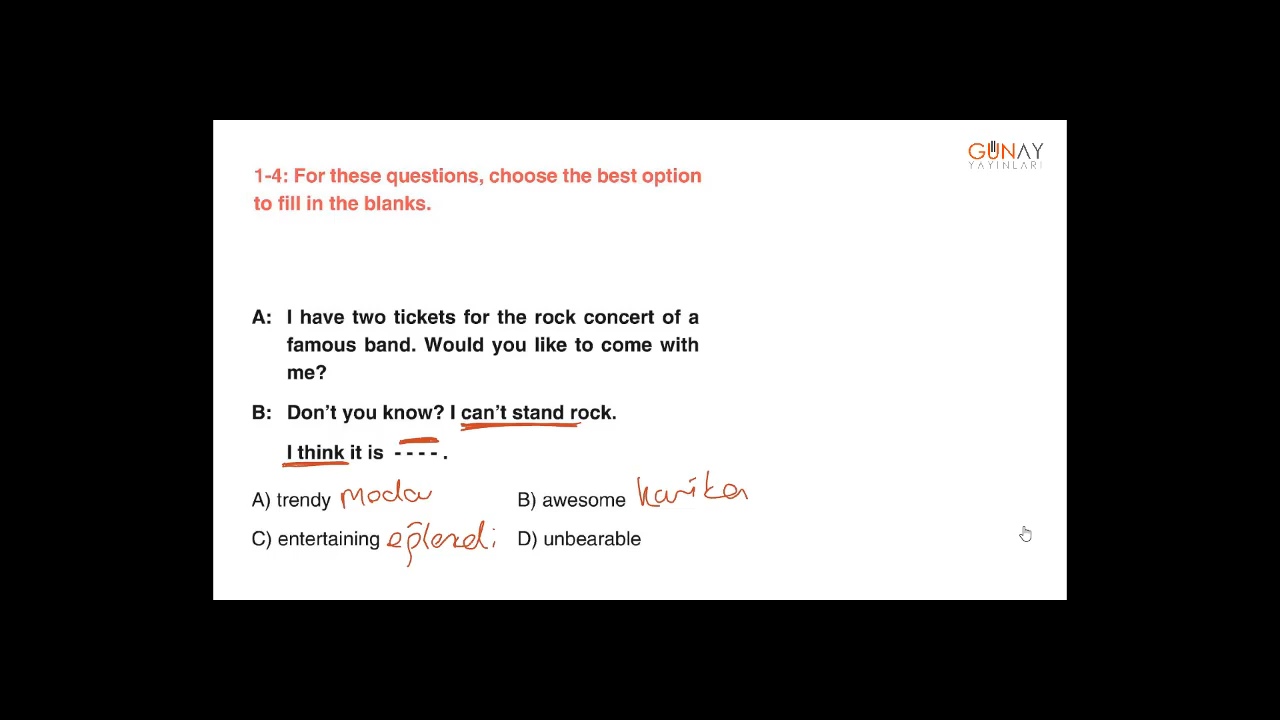 GÜNAY
YAYINLARI
1-4: For these questions, choose the best option
to fill in the blanks.
A: I have two tickets for the rock concert of a
famous band. Would you like to come with
me?
B: Don't you know? I can't stand rock.
I think it is - - - - .
A) trendy moda B) awesome harika
C) entertaining eğlendi D) unbearable